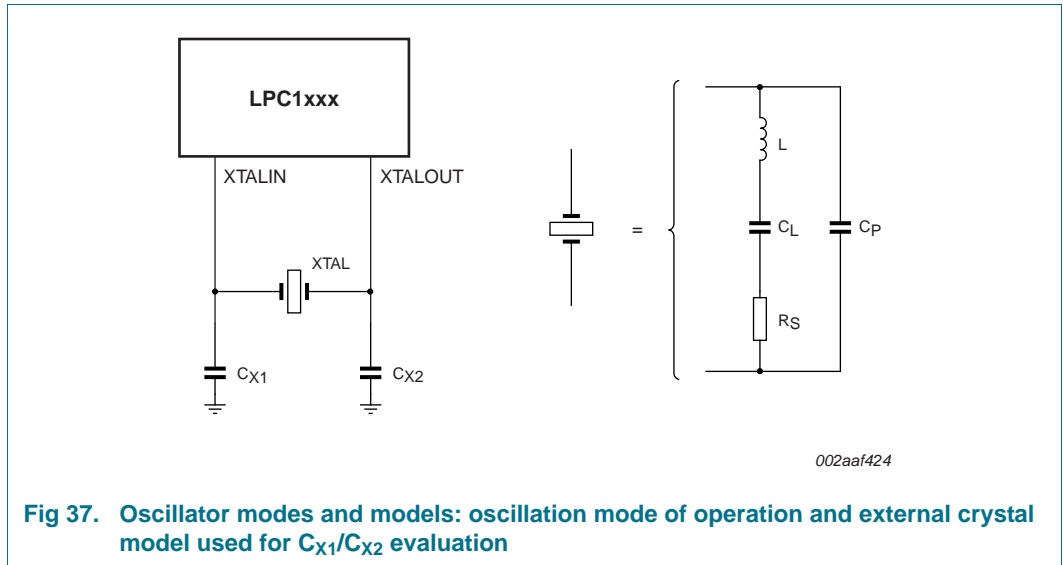 LPC1xxx
XTALIN
XTALOUT
XTAL
CX1
CX2
=
L
CL
CP
RS
002aaf424
Fig 37. Oscillator modes and models: oscillation mode of operation and external crystal
model used for CX1/CX2 evaluation